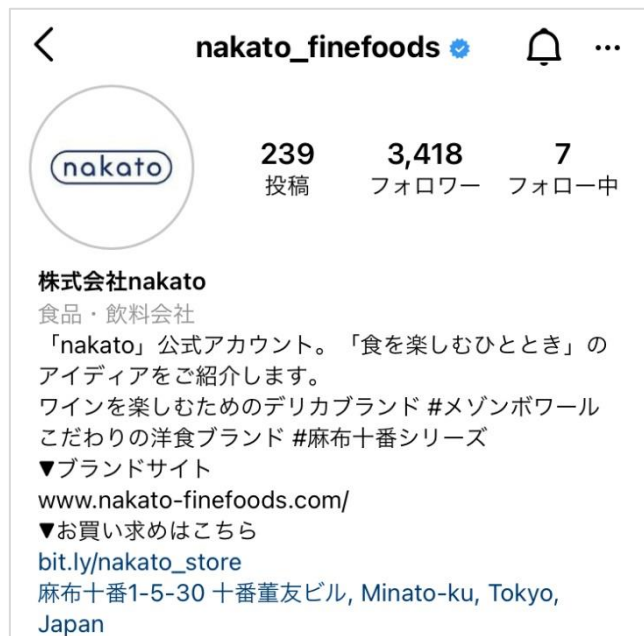 nakato_finefoods
nakato
239
投稿
3,418
フォロワー
7
フォロー中
株式会社nakato
食品・飲料会社
「nakato」公式アカウント。「食を楽しむひととき」の
アイディアをご紹介します。
ワインを楽しむためのデリカブランド #メゾンボワール
こだわりの洋食ブランド #麻布十番シリーズ
▼ブランドサイト
www.nakato-finefoods.com/
▼お買い求めはこちら
bit.ly/nakato_store
麻布十番1-5-30 十番董友ビル, Minato-ku, Tokyo,
Japan